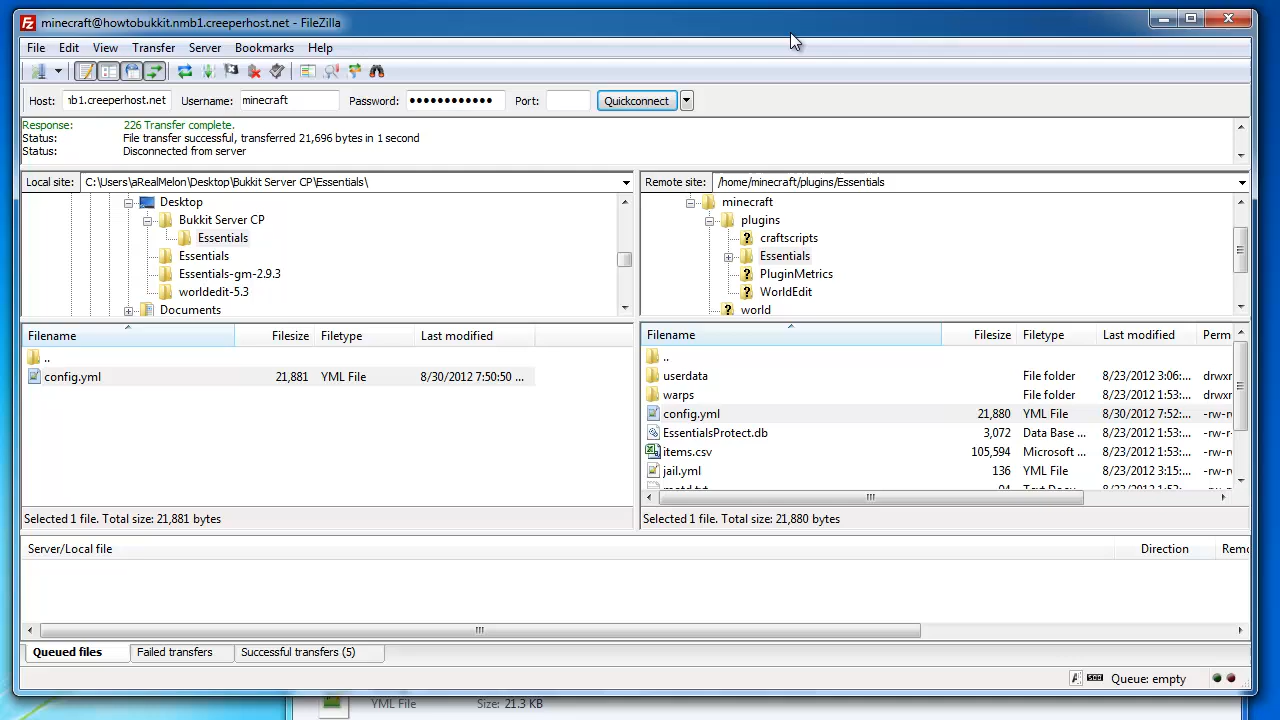 minecraft@howtobukkit.nmb1.creeperhost.net - FileZilla
File Edit View Transfer Server Bookmarks Help
Host: ıb1.creeperhost.net Username: minecraft Password: ●●●●●●●●●●●● Port: Quickconnect
Response: 226 Transfer complete.
Status: File transfer successful, transferred 21,696 bytes in 1 second
Status: Disconnected from server
Local site: C:\Users\aRealMelon\Desktop\Bukkit Server CP\Essentials\
Desktop
Bukkit Server CP
Essentials
Essentials
Essentials-gm-2.9.3
worldedit-5.3
Documents
Filename Filesize Filetype Last modified
..
config.yml 21,881 YML File 8/30/2012 7:50:50 ...
Selected 1 file. Total size: 21,881 bytes
Remote site: /home/minecraft/plugins/Essentials
minecraft
plugins
craftscripts
Essentials
PluginMetrics
WorldEdit
world
Filename Filesize Filetype Last modified Perm
..
userdata File folder 8/23/2012 3:06:... drwxr
warps File folder 8/23/2012 1:53:... drwxr
config.yml 21,880 YML File 8/30/2012 7:52:... -rw-r
EssentialsProtect.db 3,072 Data Base ... 8/23/2012 1:53:... -rw-r
items.csv 105,594 Microsoft ... 8/23/2012 1:53:... -rw-r
jail.yml 136 YML File 8/23/2012 3:15:... -rw-r
Selected 1 file. Total size: 21,880 bytes
Server/Local file Direction Remo
Queued files Failed transfers Successful transfers (5)
Queue: empty
YML File Size: 21.3 KB